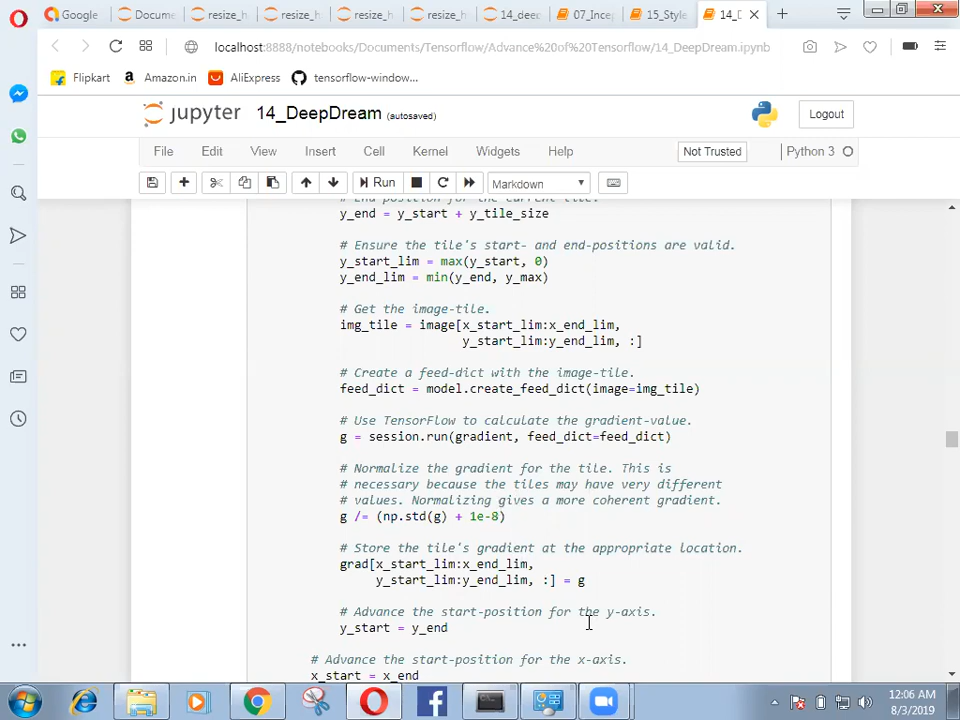 Google
Docume
resize_h
resize_h
resize_h
resize_h
14_deec
07_Incep
15_Style
14_D
localhost:8888/notebooks/Documents/Tensorflow/Advance%20of%20Tensorflow/14_DeepDream.ipynb
Flipkart
Amazon.in
AliExpress
tensorflow-window...
jupyter
14_DeepDream (autosaved)
Logout
File
Edit
View
Insert
Cell
Kernel
Widgets
Help
Not Trusted
Python 3
Run
Markdown
# End position for the current tile.
y_end = y_start + y_tile_size
# Ensure the tile's start- and end-positions are valid.
y_start_lim = max(y_start, 0)
y_end_lim = min(y_end, y_max)
# Get the image-tile.
img_tile = image[x_start_lim:x_end_lim,
y_start_lim:y_end_lim, :]
# Create a feed-dict with the image-tile.
feed_dict = model.create_feed_dict(image=img_tile)
# Use TensorFlow to calculate the gradient-value.
g = session.run(gradient, feed_dict=feed_dict)
# Normalize the gradient for the tile. This is
# necessary because the tiles may have very different
# values. Normalizing gives a more coherent gradient.
g /= (np.std(g) + 1e-8)
# Store the tile's gradient at the appropriate location.
grad[x_start_lim:x_end_lim,
y_start_lim:y_end_lim, :] = g
# Advance the start-position for the y-axis.
y_start = y_end
# Advance the start-position for the x-axis.
x_start = x_end
12:06 AM
8/3/2019